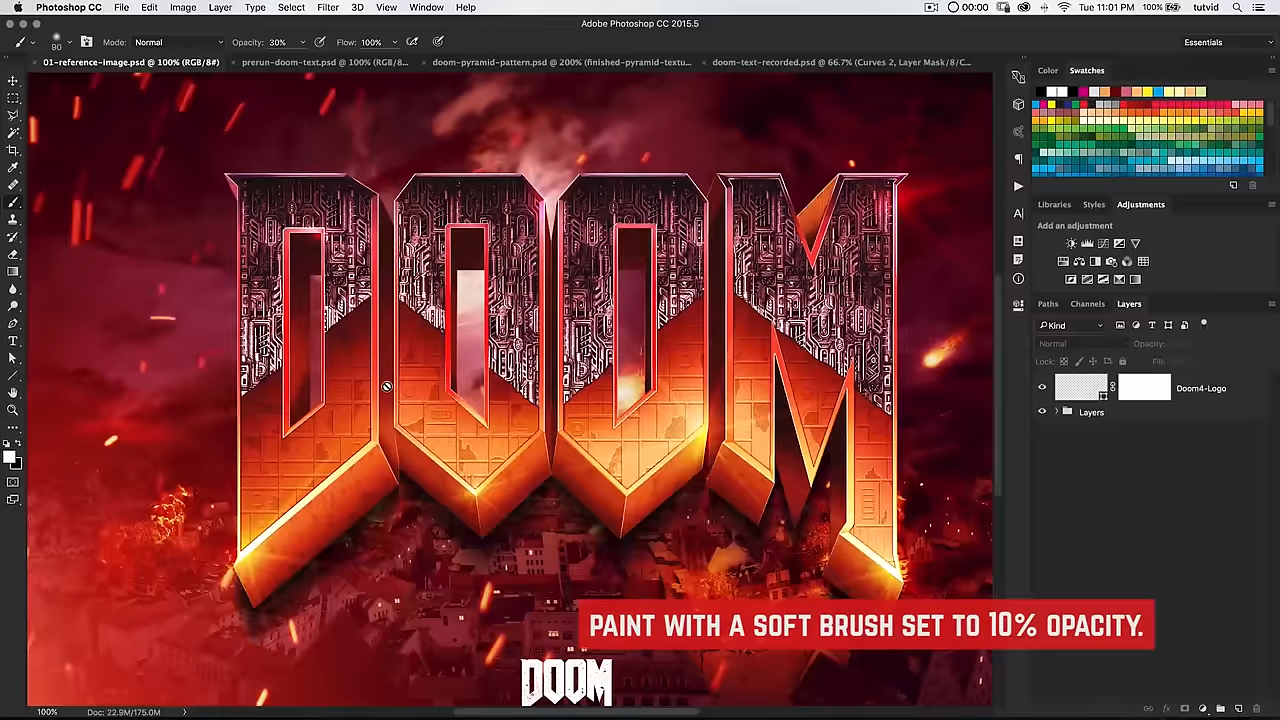 Photoshop CC File Edit Image Layer Type Select Filter 3D View Window Help 00:00 Tue 11:01 PM 100% tutvid
Adobe Photoshop CC 2015.5
90 Mode: Normal Opacity: 30% Flow: 100% Essentials
× 01-reference-image.psd @ 100% (RGB/8#) × prerun-doom-text.psd @ 100% (RGB/8... × doom-pyramid-pattern.psd @ 200% (finished-pyramid-textu... × doom-text-recorded.psd @ 66.7% (Curves 2, Layer Mask/8/C...
Color Swatches
DOOM
Libraries Styles Adjustments
Add an adjustment
Paths Channels Layers
Kind
Normal Opacity:
Lock: Fill:
Doom4-Logo
Layers
PAINT WITH A SOFT BRUSH SET TO 10% OPACITY.
DOOM
100% Doc: 22.9M/175.0M